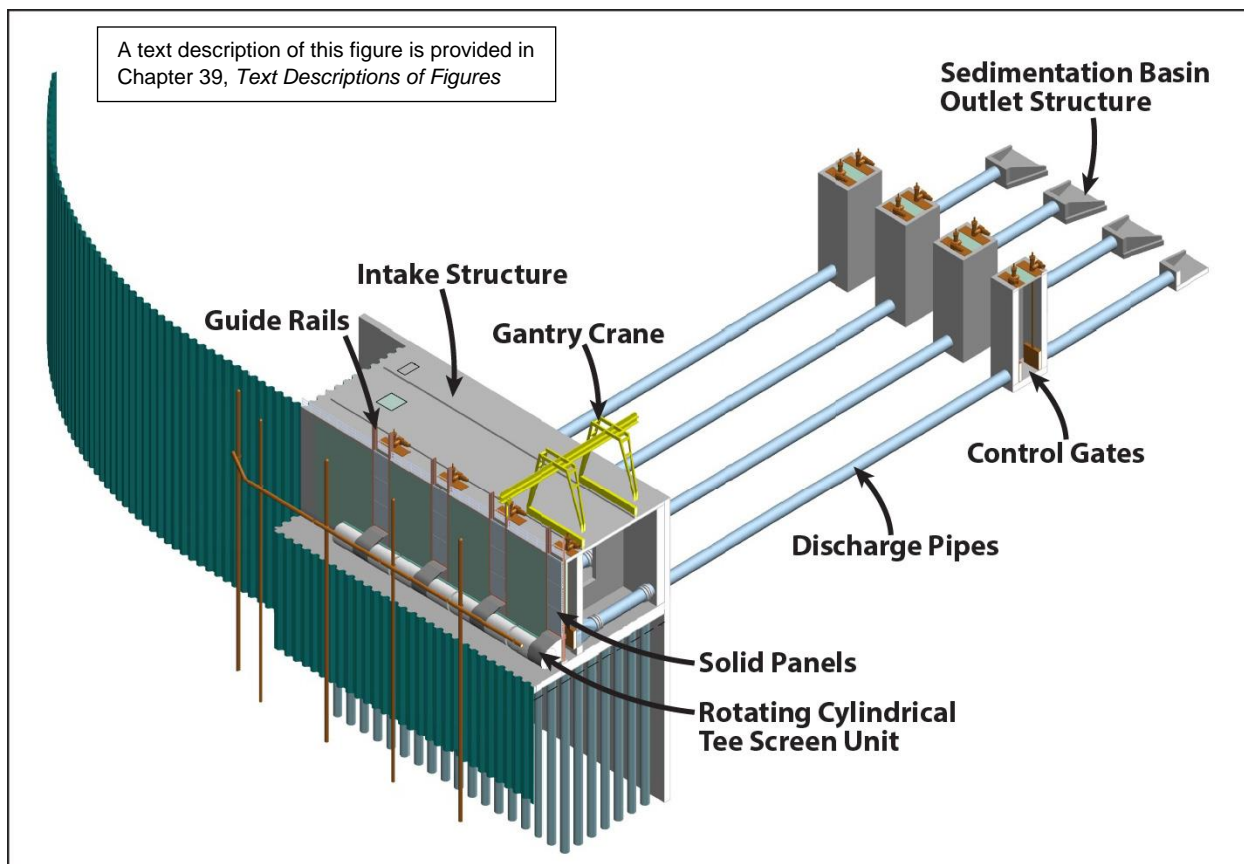 A text description of this figure is provided in
Chapter 39, Text Descriptions of Figures
Sedimentation Basin
Outlet Structure
Intake Structure
Guide Rails
Gantry Crane
Control Gates
Discharge Pipes
Solid Panels
Rotating Cylindrical
Tee Screen Unit